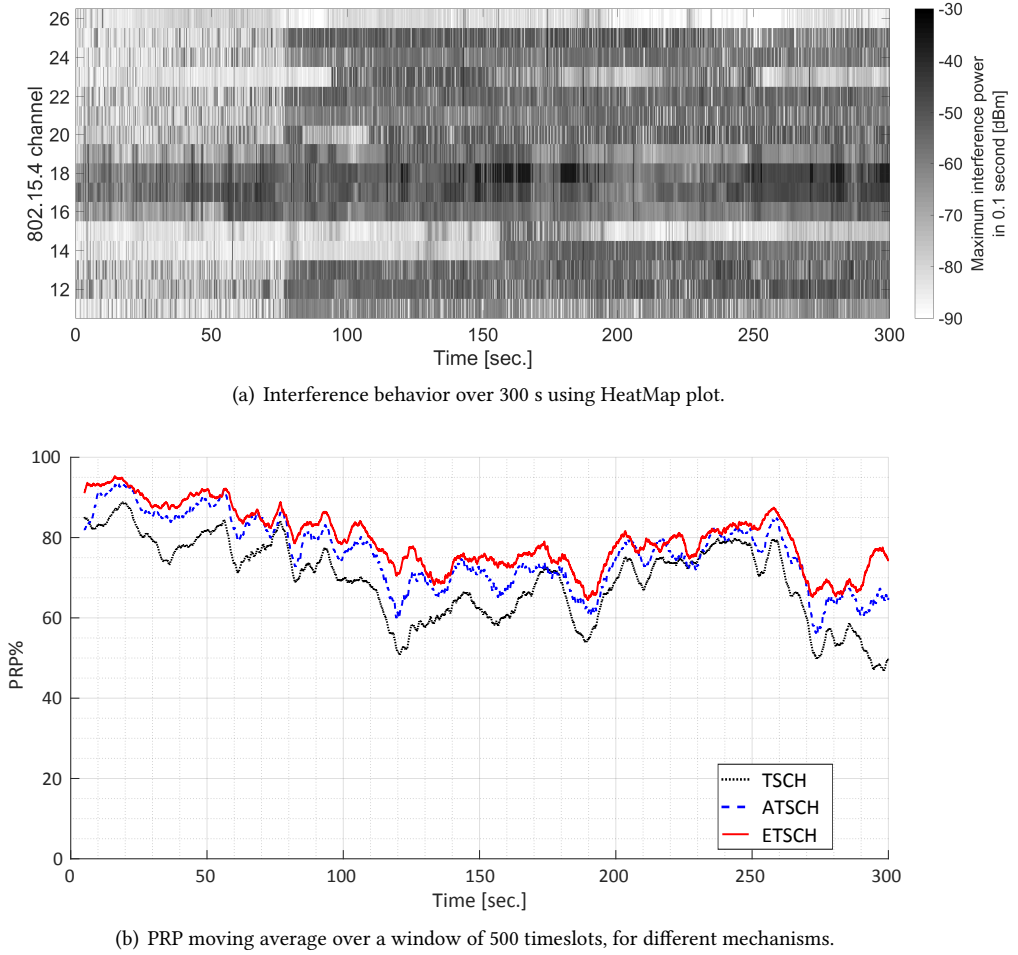 26
24
22
20
18
16
14
12
802.15.4 channel
0 50 100 150 200 250 300
Time [sec.]
-30
-40
-50
-60
-70
-80
-90
Maximum interference power
in 0.1 second [dBm]
(a) Interference behavior over 300 s using HeatMap plot.
100
80
60
40
20
0
PRP%
0 50 100 150 200 250 300
Time [sec.]
TSCH
ATSCH
ETSCH
(b) PRP moving average over a window of 500 timeslots, for different mechanisms.